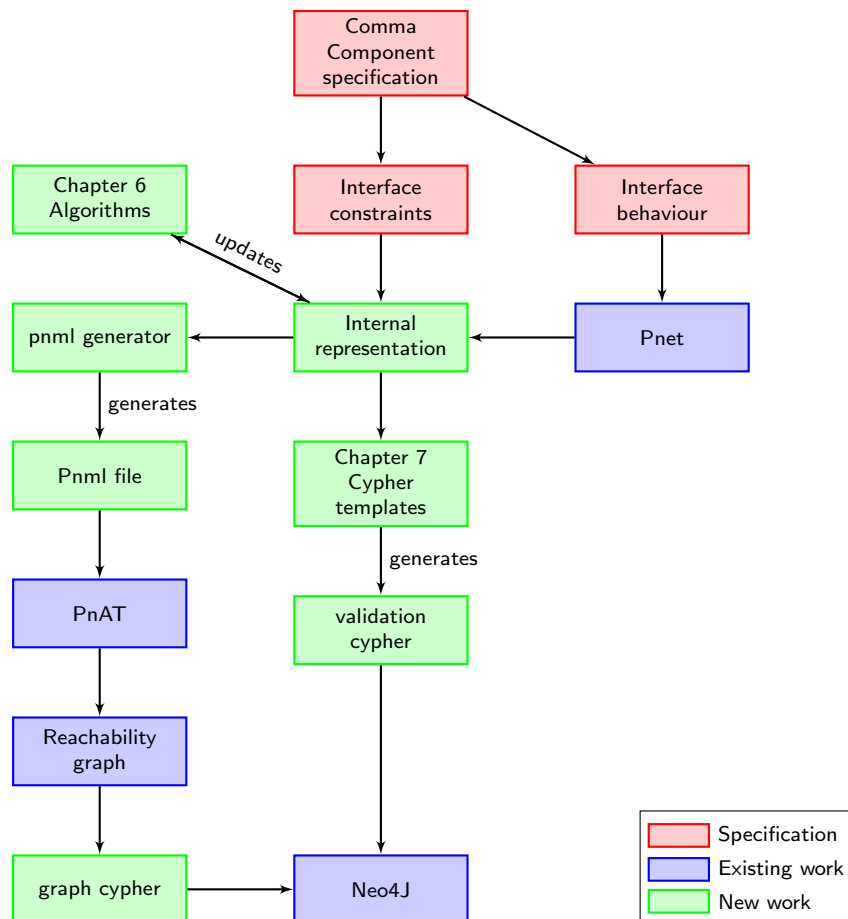 Comma
Component
specification
Chapter 6
Algorithms
Interface
constraints
Interface
behaviour
updates
pnml generator
Internal
representation
Pnet
generates
Pnml file
Chapter 7
Cypher
templates
generates
PnAT
validation
cypher
Reachability
graph
graph cypher
Neo4J
Specification
Existing work
New work